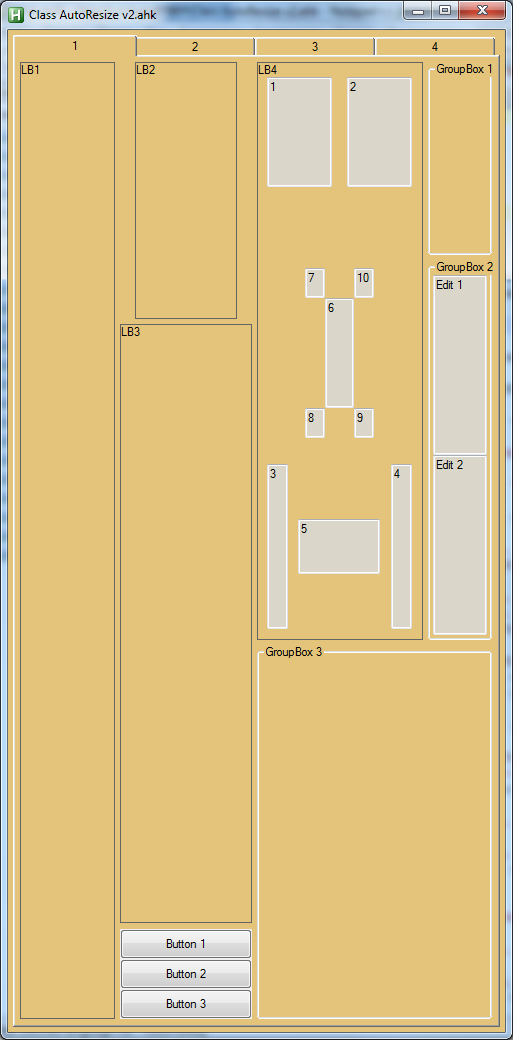 Class AutoResize v2.ahk
1
2
3
4
LB1
LB2
LB3
Button 1
Button 2
Button 3
LB4
1
2
7
10
6
8
9
3
4
5
GroupBox 1
GroupBox 2
Edit 1
Edit 2
GroupBox 3